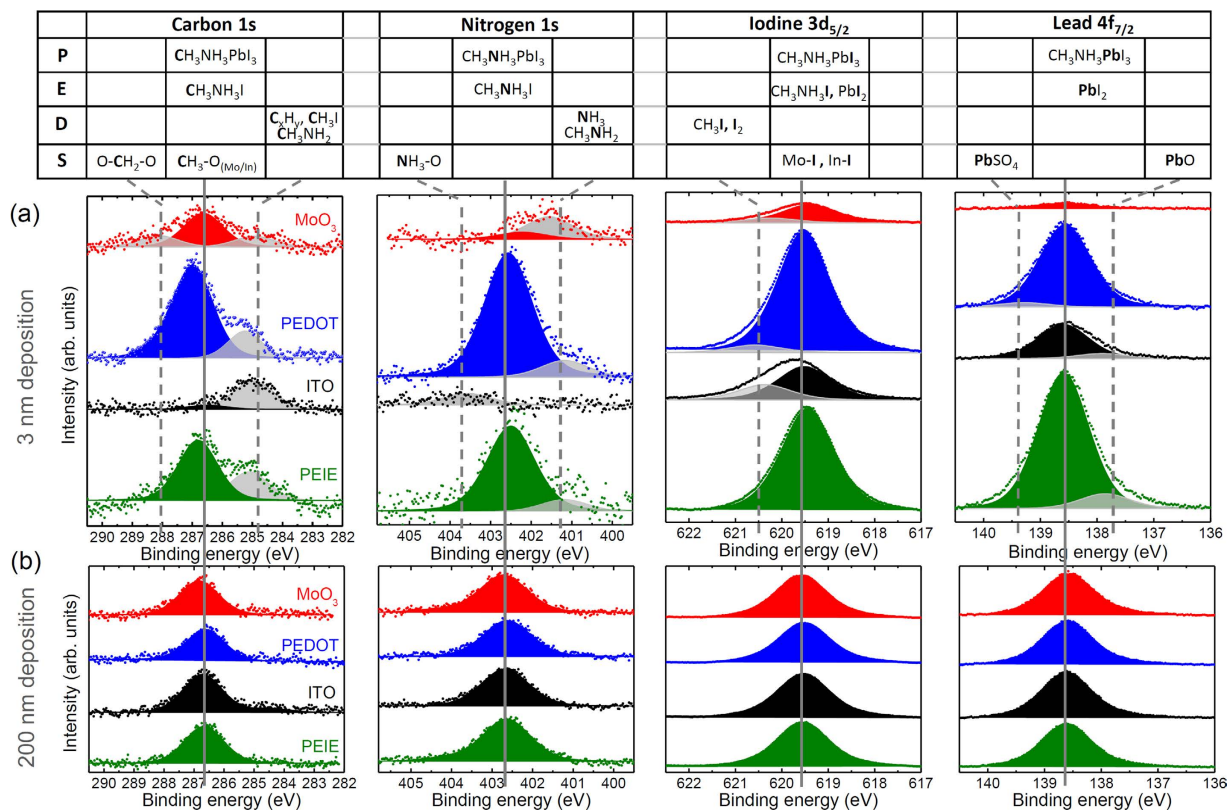 Carbon 1s Nitrogen 1s Iodine 3d5/2 Lead 4f7/2
P CH3NH3PbI3 CH3NH3PbI3 CH3NH3PbI3 CH3NH3PbI3
E CH3NH3I CH3NH3I CH3NH3I, PbI2 PbI2
D CxHy, CH3I NH3 CH3I, I2
CH3NH2 CH3NH2
S O-CH2-O CH3-O(Mo/In) NH3-O Mo-I , In-I PbSO4 PbO
(a)
3 nm deposition
Intensity (arb. units)
MoO3
PEDOT
ITO
PEIE
290 289 288 287 286 285 284 283 282
405 404 403 402 401 400
622 621 620 619 618 617
140 139 138 137 136
Binding energy (eV) Binding energy (eV) Binding energy (eV) Binding energy (eV)
(b)
200 nm deposition
Intensity (arb. units)
MoO3
PEDOT
ITO
PEIE
290 289 288 287 286 285 284 283 282
405 404 403 402 401 400
622 621 620 619 618 617
140 139 138 137 136
Binding energy (eV) Binding energy (eV) Binding energy (eV) Binding energy (eV)